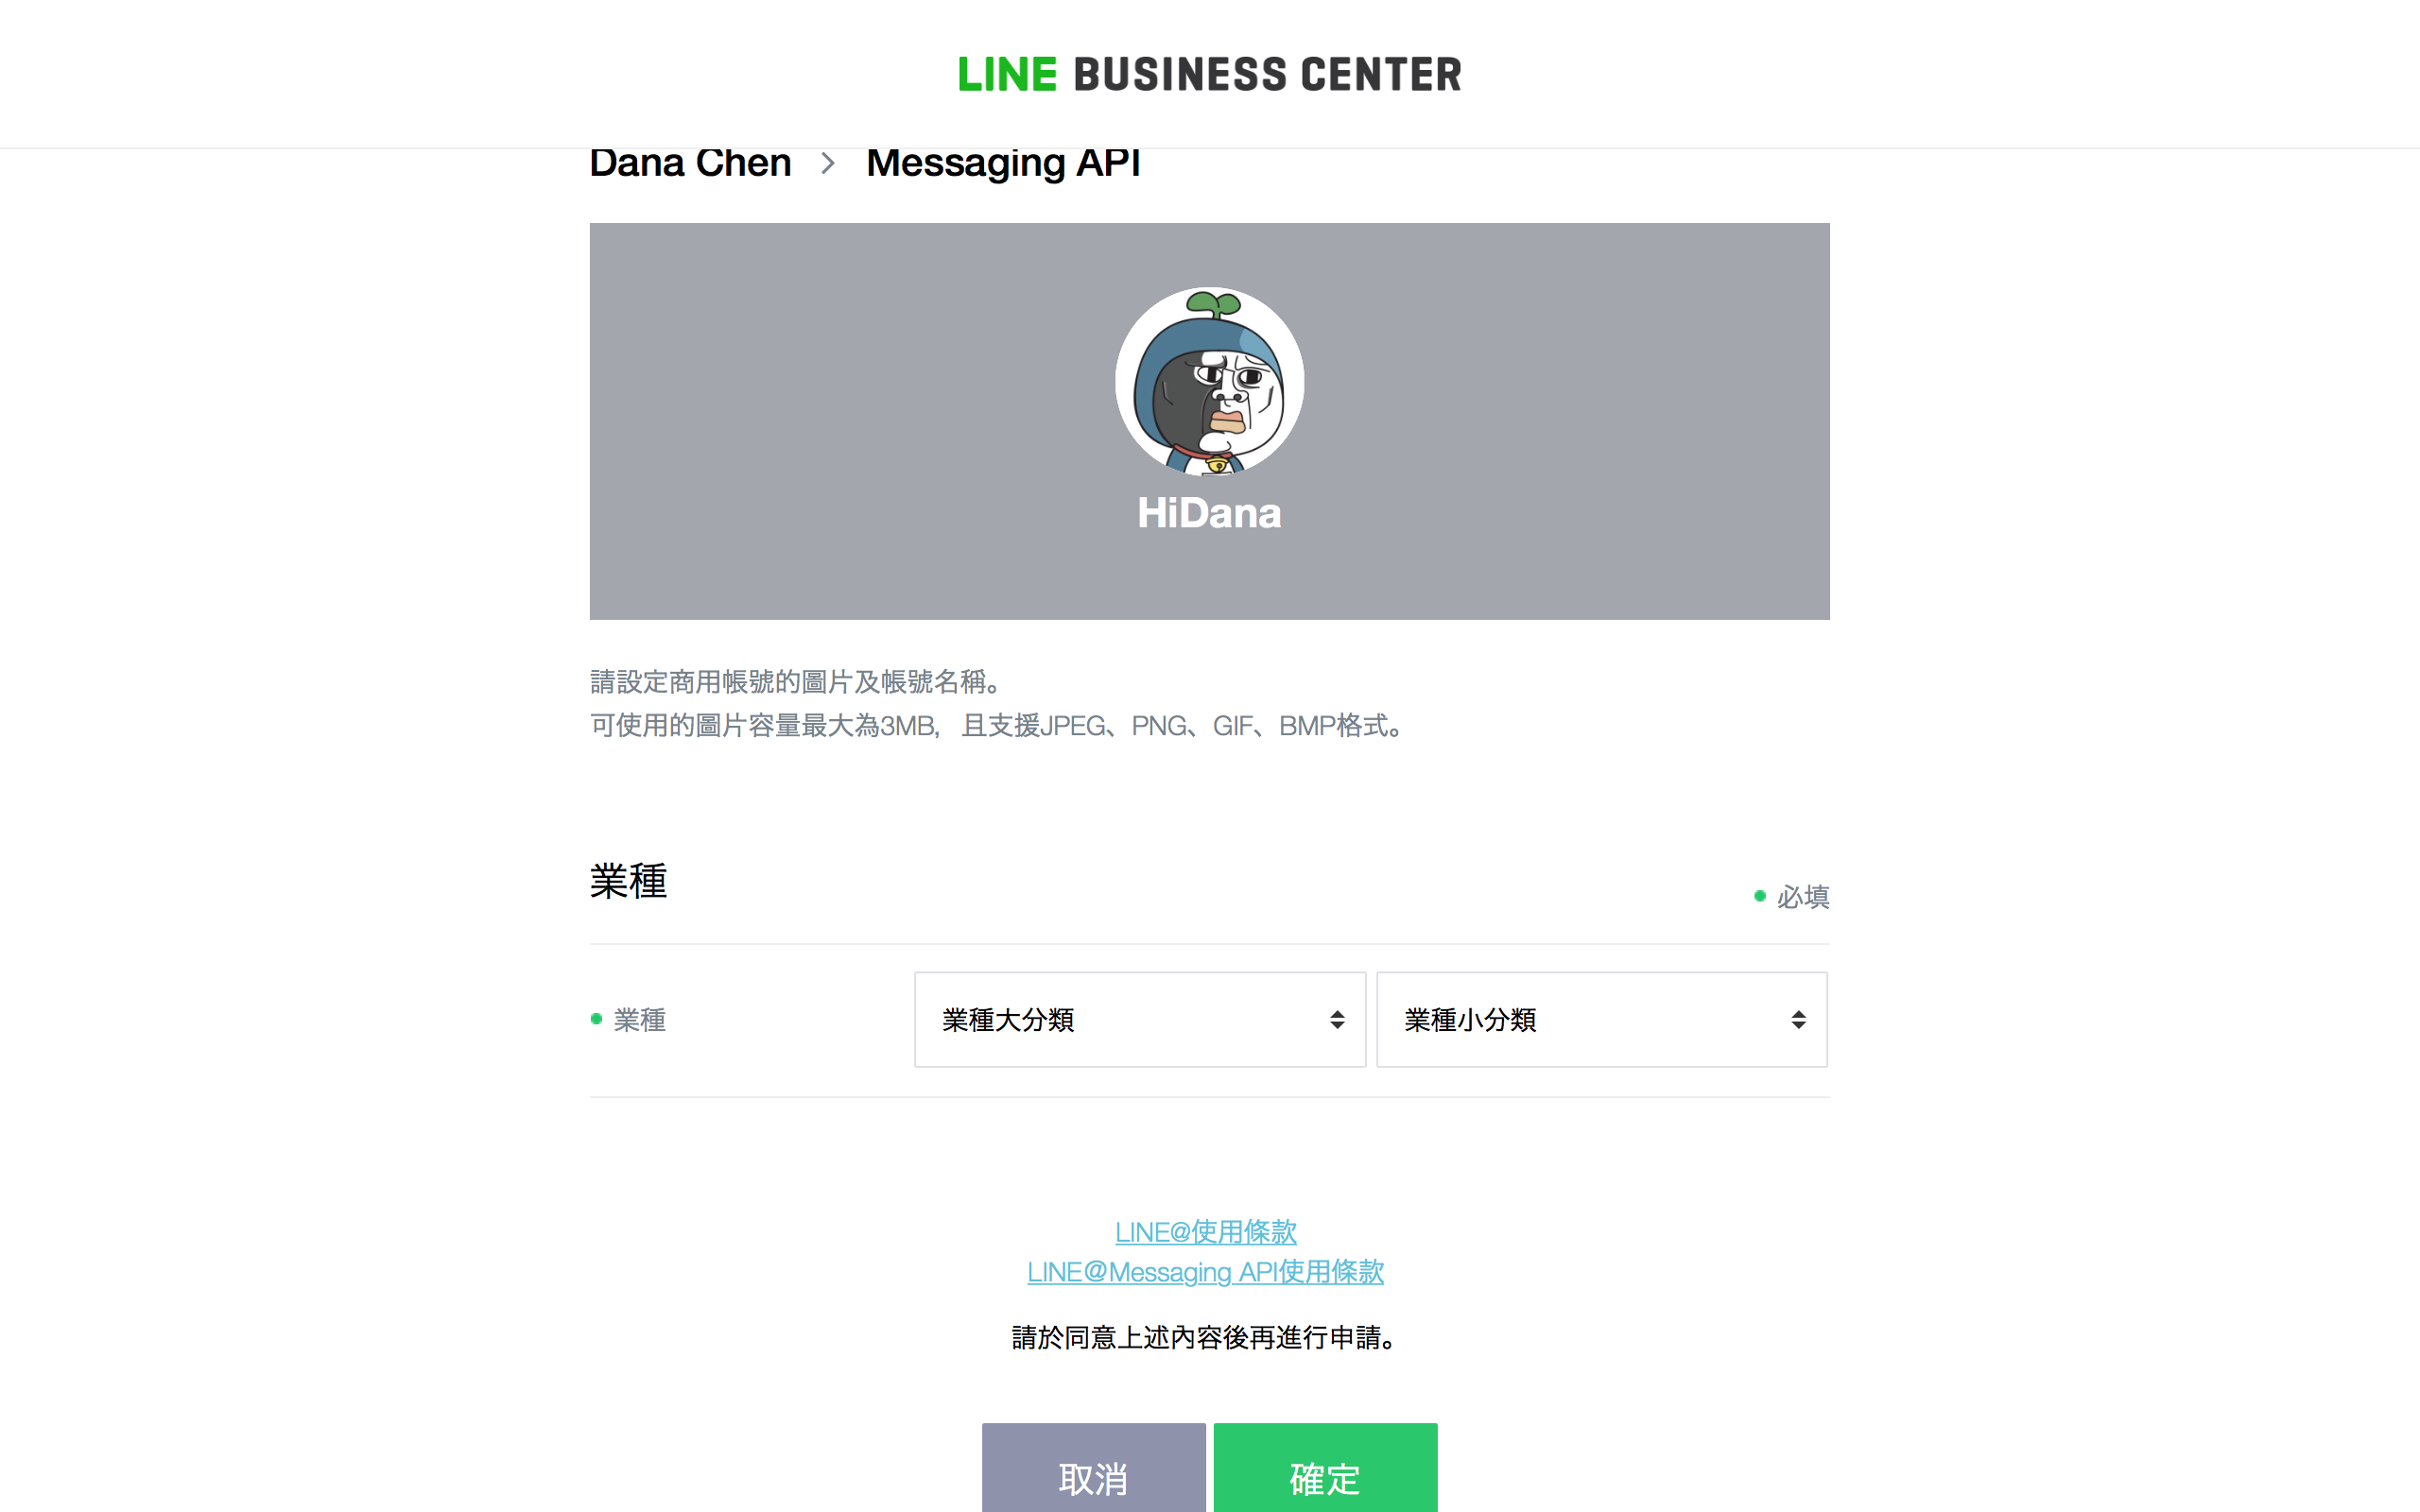 LINE BUSINESS CENTER
Dana Chen > Messaging API
HiDana
請設定商用帳號的圖片及帳號名稱。
可使用的圖片容量最大為3MB，且支援JPEG、PNG、GIF、BMP格式。
業種
必填
業種 業種大分類 業種小分類
LINE@使用條款
LINE@Messaging API使用條款
請於同意上述內容後再進行申請。
取消 確定